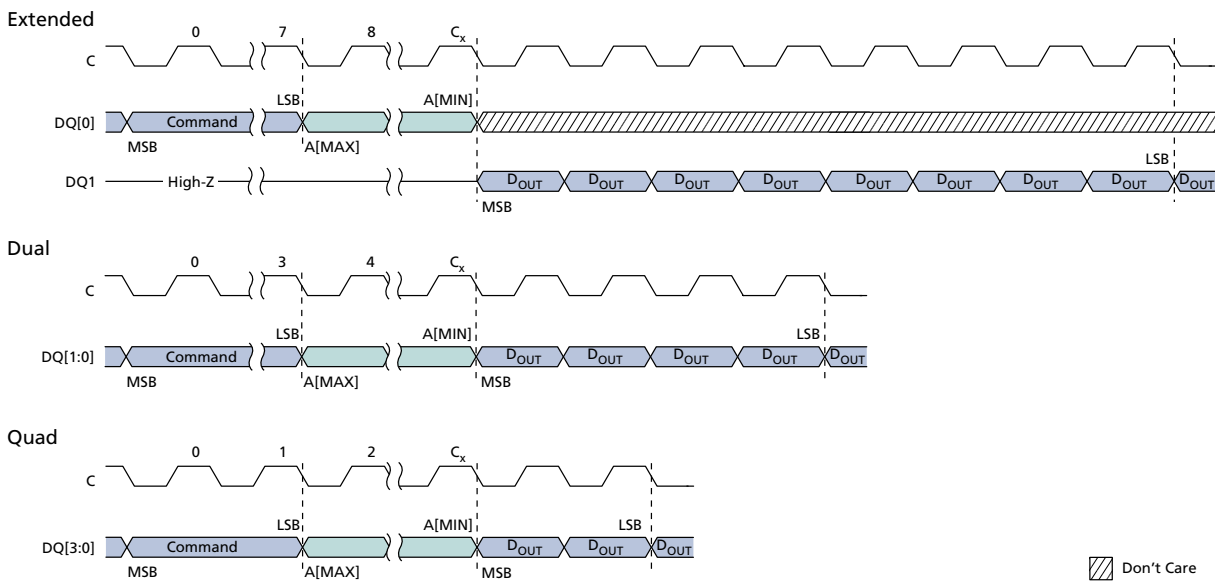 Extended
0 7 8 Cx
C
LSB A[MIN]
DQ[0] Command
MSB A[MAX]
LSB
DQ1 High-Z DOUT DOUT DOUT DOUT DOUT DOUT DOUT DOUT DOUT
MSB
Dual
0 3 4 Cx
C
LSB A[MIN] LSB
DQ[1:0] Command DOUT DOUT DOUT DOUT DOUT
MSB A[MAX] MSB
Quad
0 1 2 Cx
C
LSB A[MIN] LSB
DQ[3:0] Command DOUT DOUT DOUT
MSB A[MAX] MSB
Don't Care